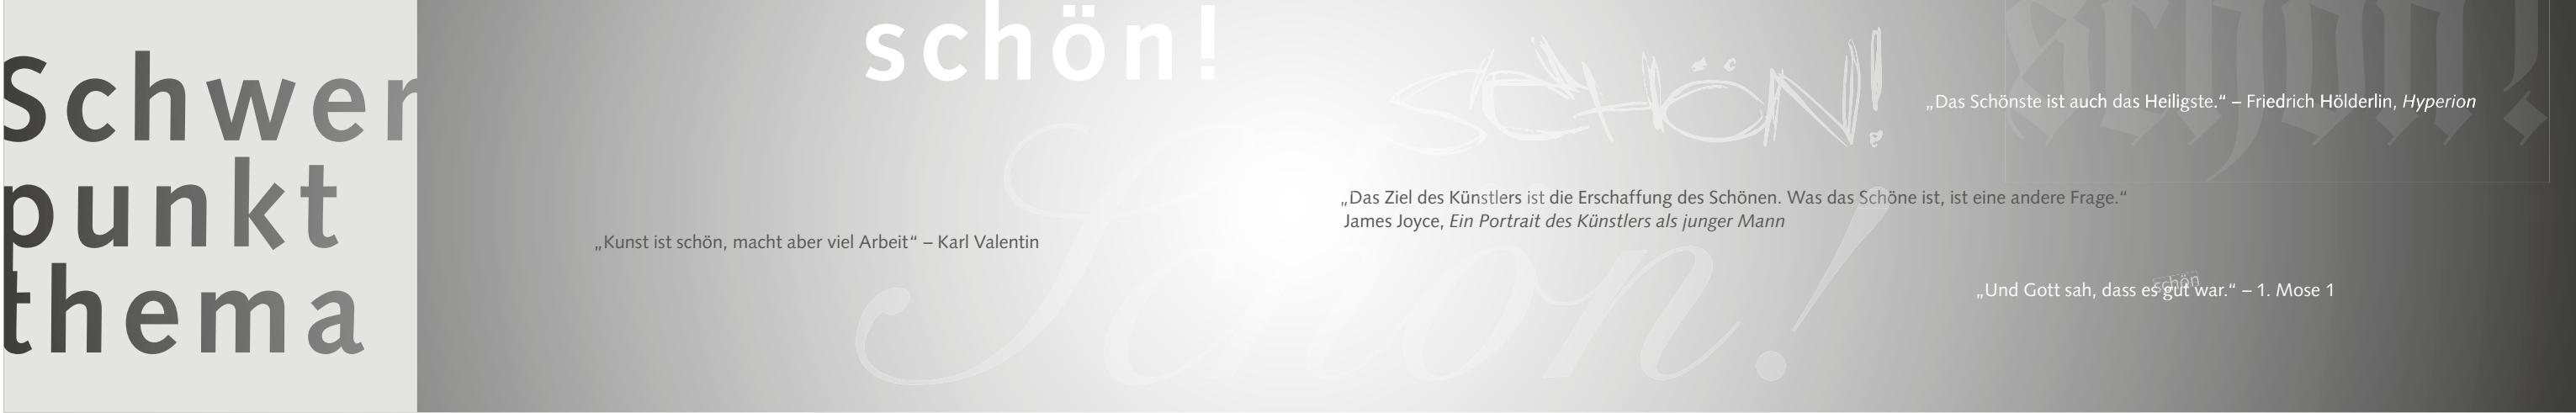 Schwer
punkt
thema
schön!
SCHÖN!
schön!
„Das Schönste ist auch das Heiligste.“ – Friedrich Hölderlin, Hyperion
„Das Ziel des Künstlers ist die Erschaffung des Schönen. Was das Schöne ist, ist eine andere Frage.“
James Joyce, Ein Portrait des Künstlers als junger Mann
„Kunst ist schön, macht aber viel Arbeit“ – Karl Valentin
Schön!
schön
„Und Gott sah, dass es gut war.“ – 1. Mose 1